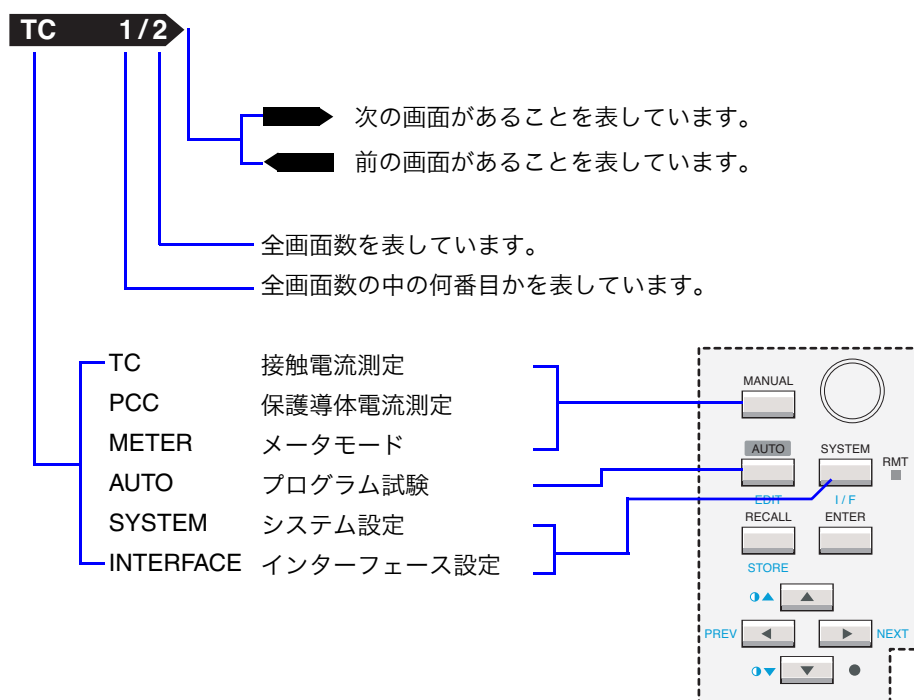 TC 1/2
次の画面があることを表しています。
前の画面があることを表しています。
全画面数を表しています。
全画面数の中の何番目かを表しています。
TC 接触電流測定
PCC 保護導体電流測定
METER メータモード
AUTO プログラム試験
SYSTEM システム設定
INTERFACE インターフェース設定
MANUAL
AUTO SYSTEM
RMT
EDIT I/F
RECALL ENTER
STORE
PREV NEXT